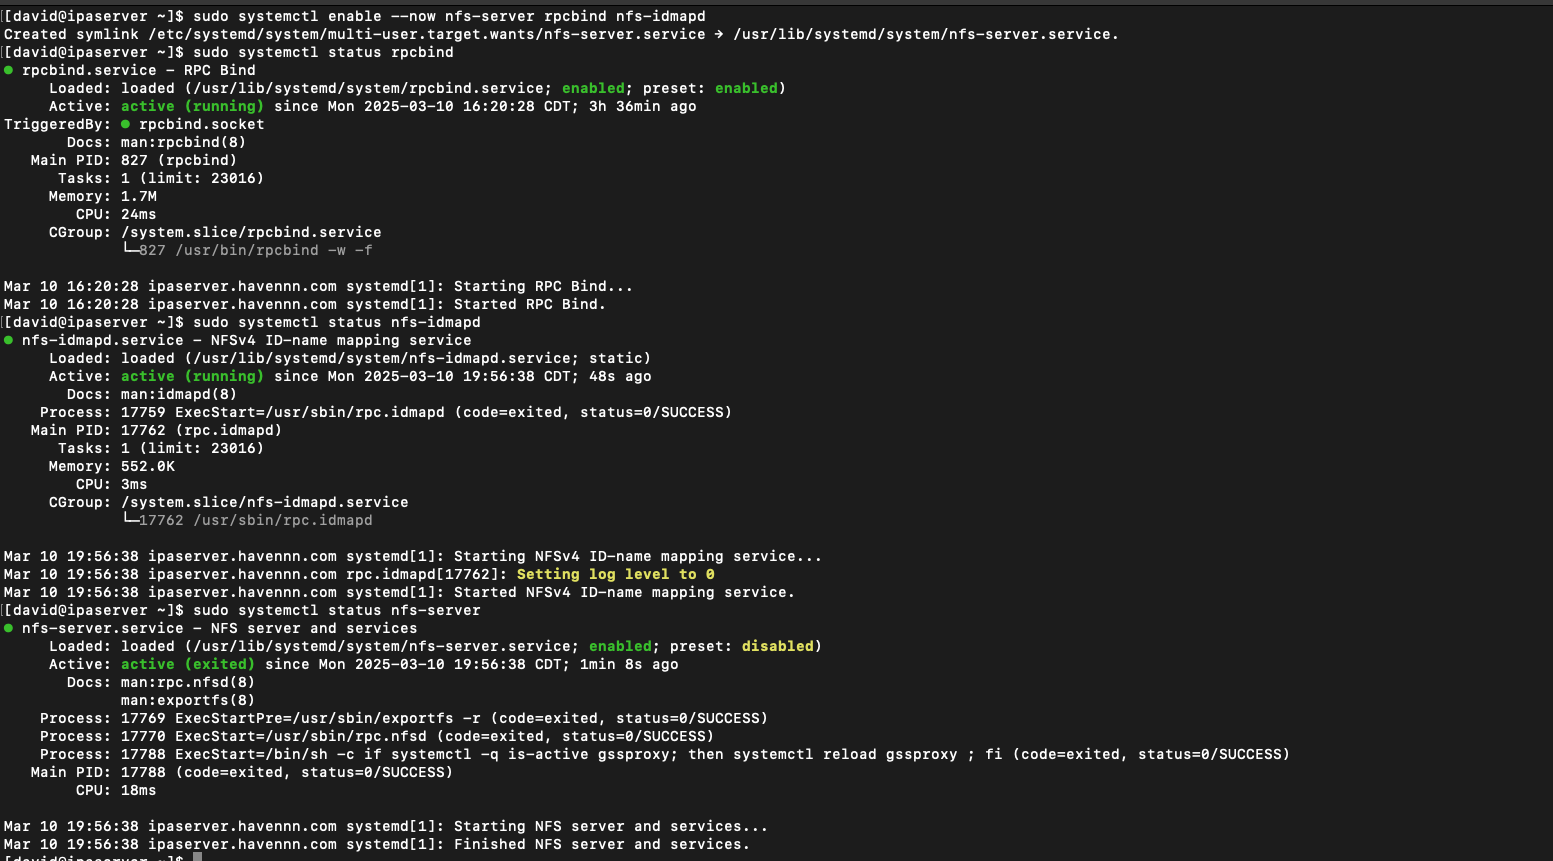 [david@ipaserver ~]$ sudo systemctl enable --now nfs-server rpcbind nfs-idmapd
Created symlink /etc/systemd/system/multi-user.target.wants/nfs-server.service → /usr/lib/systemd/system/nfs-server.service.
[david@ipaserver ~]$ sudo systemctl status rpcbind
● rpcbind.service - RPC Bind
     Loaded: loaded (/usr/lib/systemd/system/rpcbind.service; enabled; preset: enabled)
     Active: active (running) since Mon 2025-03-10 16:20:28 CDT; 3h 36min ago
TriggeredBy: ● rpcbind.socket
       Docs: man:rpcbind(8)
   Main PID: 827 (rpcbind)
      Tasks: 1 (limit: 23016)
     Memory: 1.7M
        CPU: 24ms
     CGroup: /system.slice/rpcbind.service
             └─827 /usr/bin/rpcbind -w -f

Mar 10 16:20:28 ipaserver.havennn.com systemd[1]: Starting RPC Bind...
Mar 10 16:20:28 ipaserver.havennn.com systemd[1]: Started RPC Bind.
[david@ipaserver ~]$ sudo systemctl status nfs-idmapd
● nfs-idmapd.service - NFSv4 ID-name mapping service
     Loaded: loaded (/usr/lib/systemd/system/nfs-idmapd.service; static)
     Active: active (running) since Mon 2025-03-10 19:56:38 CDT; 48s ago
       Docs: man:idmapd(8)
    Process: 17759 ExecStart=/usr/sbin/rpc.idmapd (code=exited, status=0/SUCCESS)
   Main PID: 17762 (rpc.idmapd)
      Tasks: 1 (limit: 23016)
     Memory: 552.0K
        CPU: 3ms
     CGroup: /system.slice/nfs-idmapd.service
             └─17762 /usr/sbin/rpc.idmapd

Mar 10 19:56:38 ipaserver.havennn.com systemd[1]: Starting NFSv4 ID-name mapping service...
Mar 10 19:56:38 ipaserver.havennn.com rpc.idmapd[17762]: Setting log level to 0
Mar 10 19:56:38 ipaserver.havennn.com systemd[1]: Started NFSv4 ID-name mapping service.
[david@ipaserver ~]$ sudo systemctl status nfs-server
● nfs-server.service - NFS server and services
     Loaded: loaded (/usr/lib/systemd/system/nfs-server.service; enabled; preset: disabled)
     Active: active (exited) since Mon 2025-03-10 19:56:38 CDT; 1min 8s ago
       Docs: man:rpc.nfsd(8)
             man:exportfs(8)
    Process: 17769 ExecStartPre=/usr/sbin/exportfs -r (code=exited, status=0/SUCCESS)
    Process: 17770 ExecStart=/usr/sbin/rpc.nfsd (code=exited, status=0/SUCCESS)
    Process: 17788 ExecStart=/bin/sh -c if systemctl -q is-active gssproxy; then systemctl reload gssproxy ; fi (code=exited, status=0/SUCCESS)
   Main PID: 17788 (code=exited, status=0/SUCCESS)
        CPU: 18ms

Mar 10 19:56:38 ipaserver.havennn.com systemd[1]: Starting NFS server and services...
Mar 10 19:56:38 ipaserver.havennn.com systemd[1]: Finished NFS server and services.
[david@ipaserver ~]$